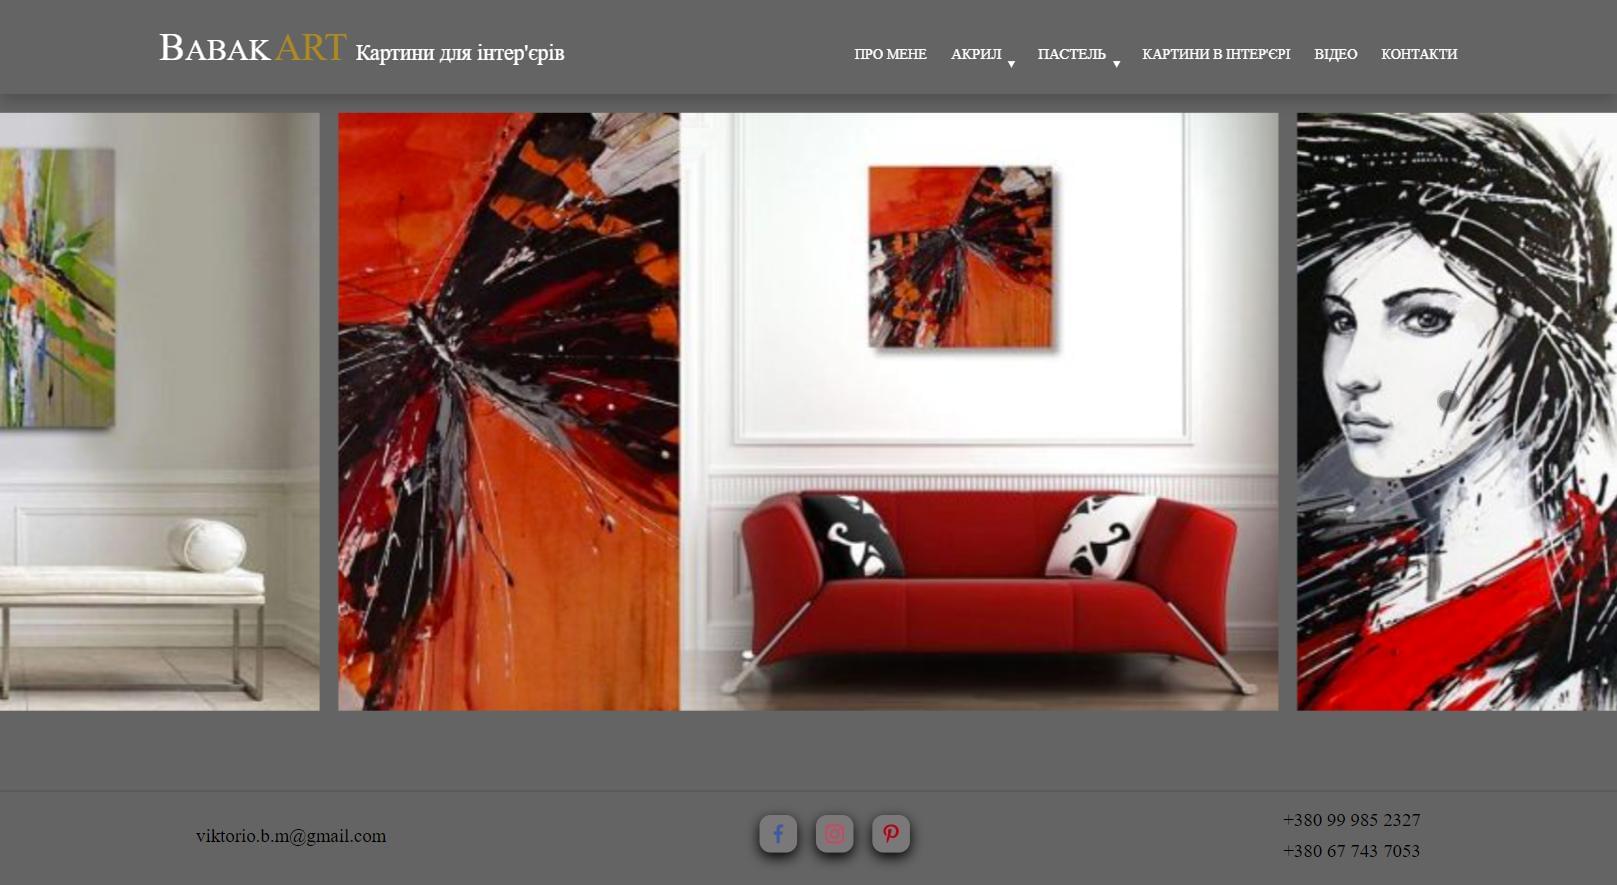 BABAK ART Картини для інтер'єрів
ПРО МЕНЕ АКРИЛ ▼ ПАСТЕЛЬ ▼ КАРТИНИ В ІНТЕР'ЄРІ ВІДЕО КОНТАКТИ
viktorio.b.m@gmail.com
+380 99 985 2327
+380 67 743 7053